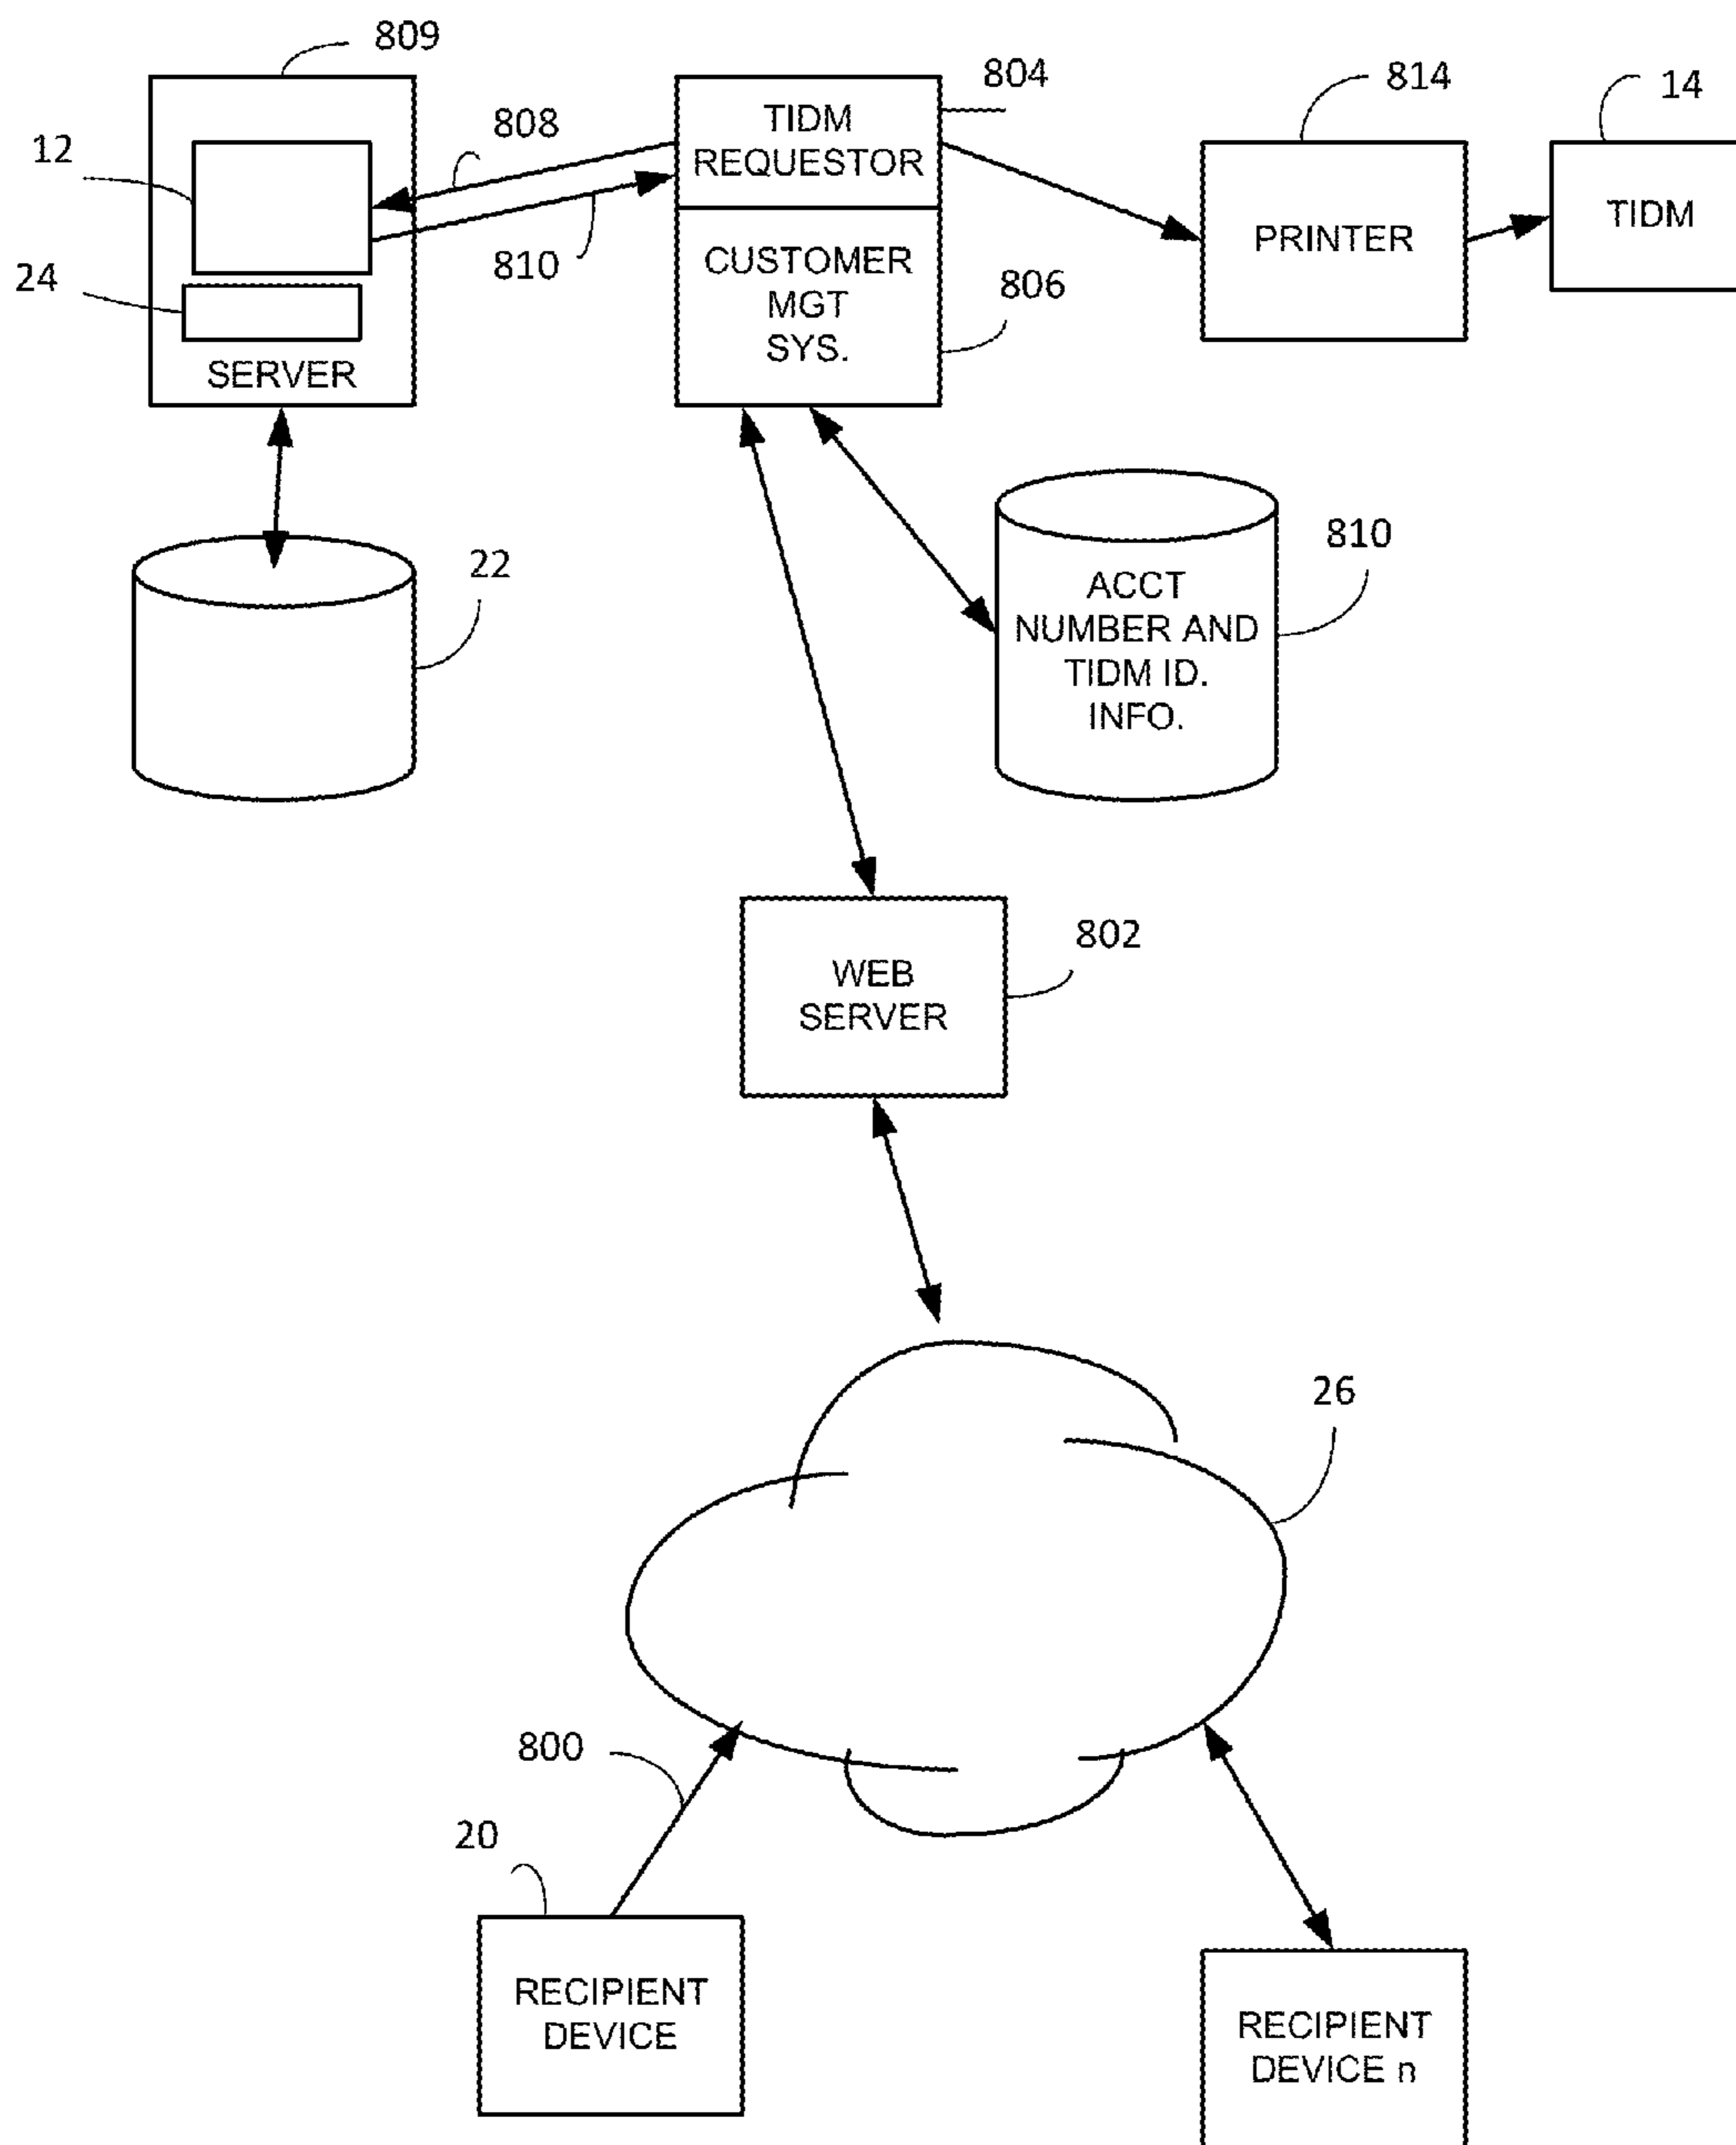 809
804
814
14
808
12
TIDM
REQUESTOR
PRINTER
TIDM
810
CUSTOMER
MGT
SYS.
806
24
SERVER
22
810
ACCT
NUMBER AND
TIDM ID.
INFO.
802
WEB
SERVER
26
800
20
RECIPIENT
DEVICE
RECIPIENT
DEVICE n